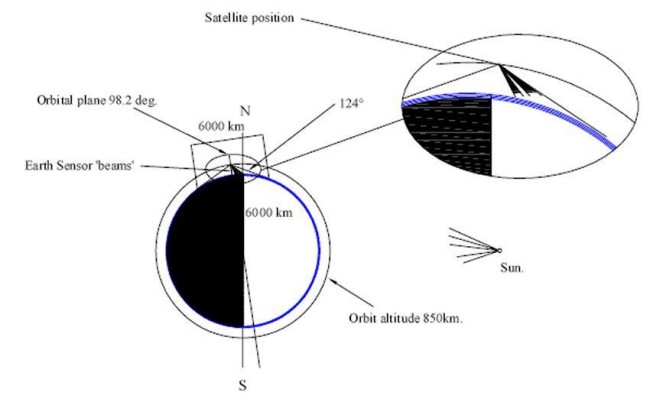 Satellite position
Orbital plane 98.2 deg.
N
124°
6000 km
Earth Sensor 'beams'
6000 km
Sun.
Orbit altitude 850km.
S